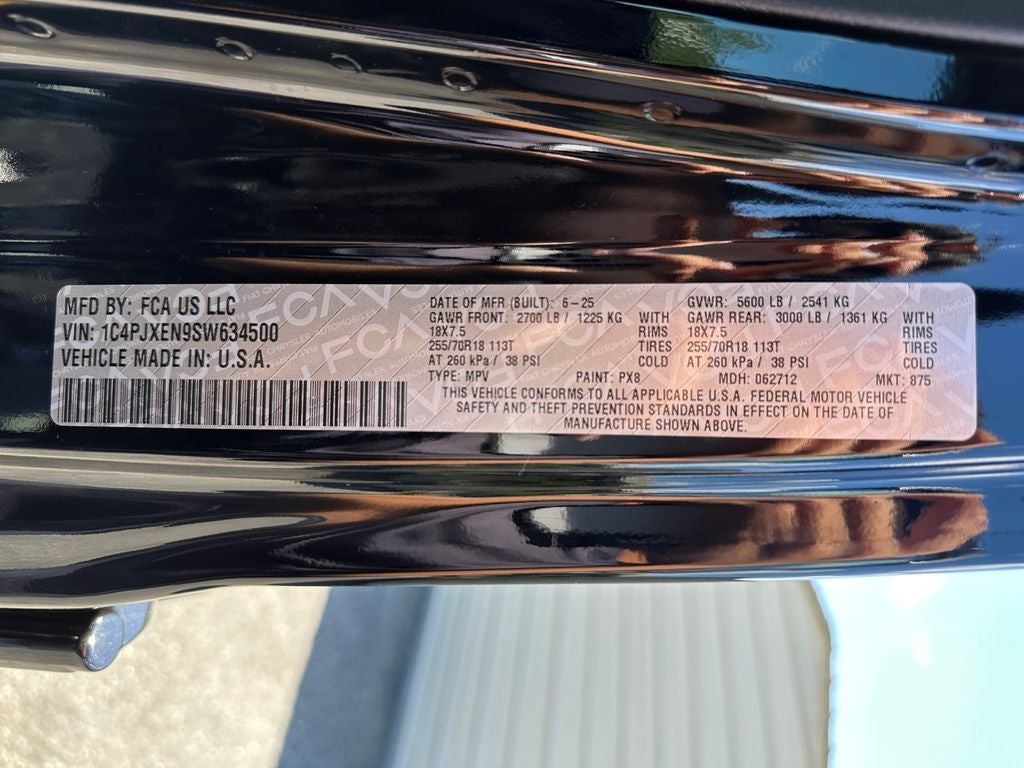 MFD BY: FCA US LLC
VIN: 1C4PJXEN9SW634500
VEHICLE MADE IN: U.S.A.
DATE OF MFR (BUILT): 6-25
GAWR FRONT: 2700 LB / 1225 KG WITH
18X7.5 RIMS
255/70R18 113T TIRES
AT 260 kPa / 38 PSI COLD
GVWR: 5600 LB / 2541 KG
GAWR REAR: 3000 LB / 1361 KG WITH
18X7.5 RIMS
255/70R18 113T TIRES
AT 260 kPa / 38 PSI COLD
TYPE: MPV PAINT: PX8 MDH: 062712 MKT: 875
THIS VEHICLE CONFORMS TO ALL APPLICABLE U.S.A. FEDERAL MOTOR VEHICLE
SAFETY AND THEFT PREVENTION STANDARDS IN EFFECT ON THE DATE OF
MANUFACTURE SHOWN ABOVE.